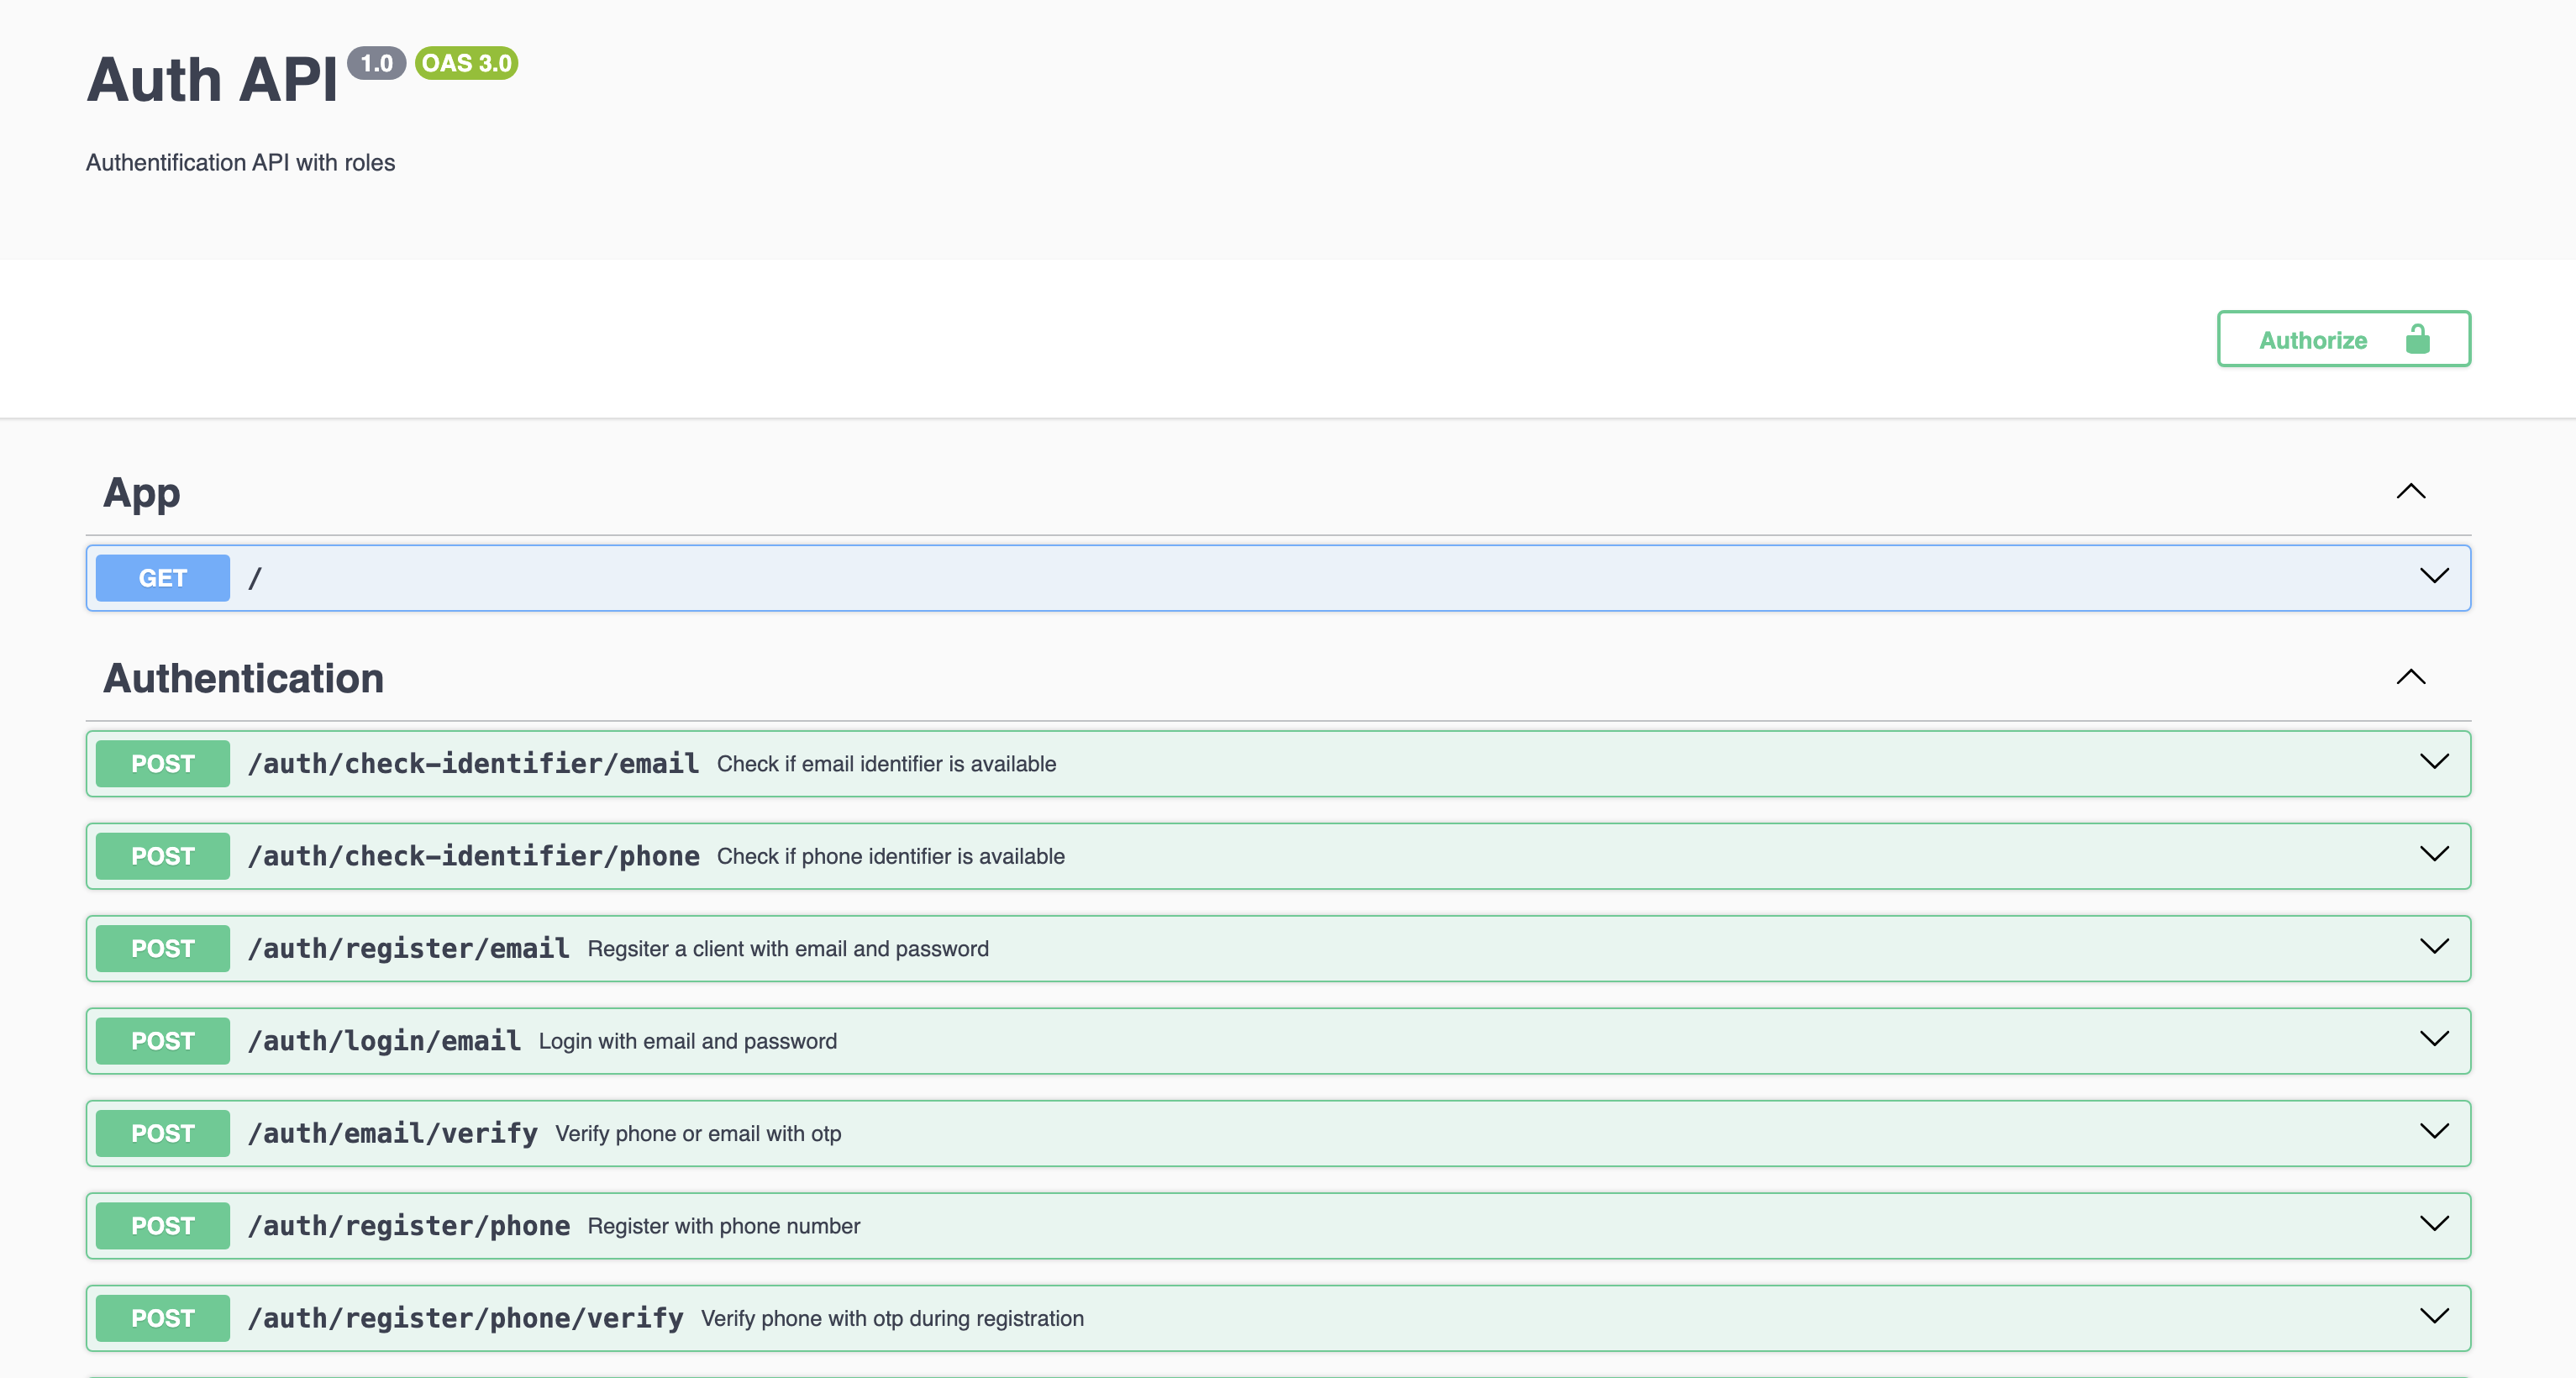 Auth API 1.0 OAS 3.0
Authentification API with roles
Authorize
App
GET /
Authentication
POST /auth/check-identifier/email Check if email identifier is available
POST /auth/check-identifier/phone Check if phone identifier is available
POST /auth/register/email Regsiter a client with email and password
POST /auth/login/email Login with email and password
POST /auth/email/verify Verify phone or email with otp
POST /auth/register/phone Register with phone number
POST /auth/register/phone/verify Verify phone with otp during registration